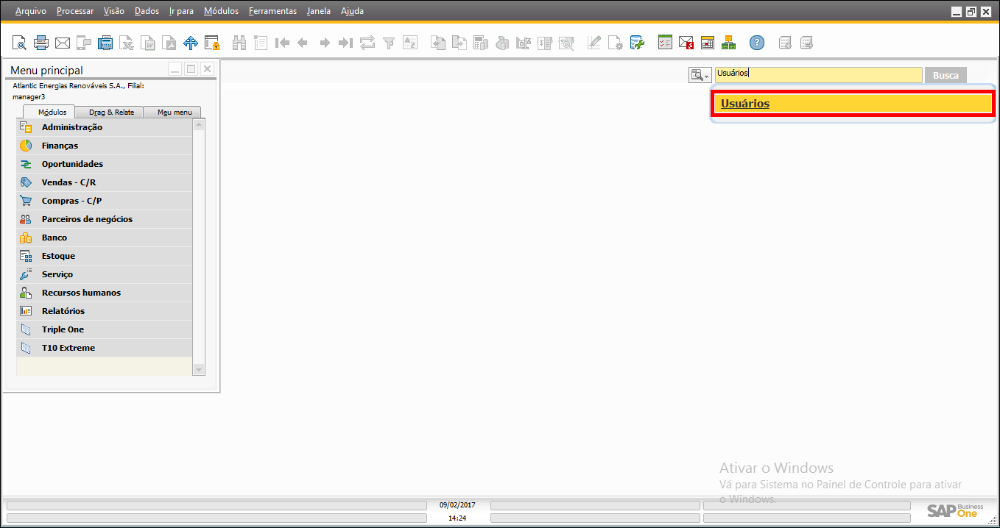 Arquivo Processar Visão Dados Ir para Módulos Ferramentas Janela Ajuda
Menu principal
Atlantic Energias Renováveis S.A., Filial:
manager3
Módulos Drag & Relate Meu menu
Administração
Finanças
Oportunidades
Vendas - C/R
Compras - C/P
Parceiros de negócios
Banco
Estoque
Serviço
Recursos humanos
Relatórios
Triple One
T10 Extreme
Usuários Busca
Usuários
Ativar o Windows
Vá para Sistema no Painel de Controle para ativar
o Windows.
09/02/2017
14:24
SAP Business One